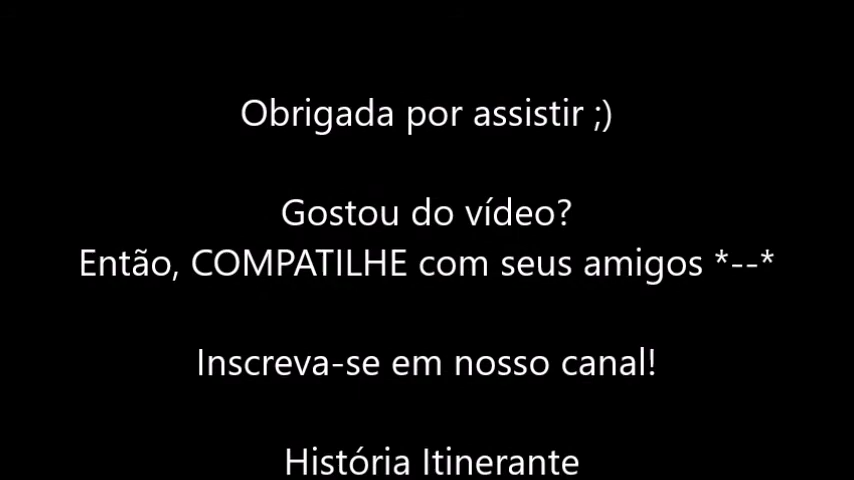 Obrigada por assistir ;)
Gostou do vídeo?
Então, COMPATILHE com seus amigos *--*
Inscreva-se em nosso canal!
História Itinerante